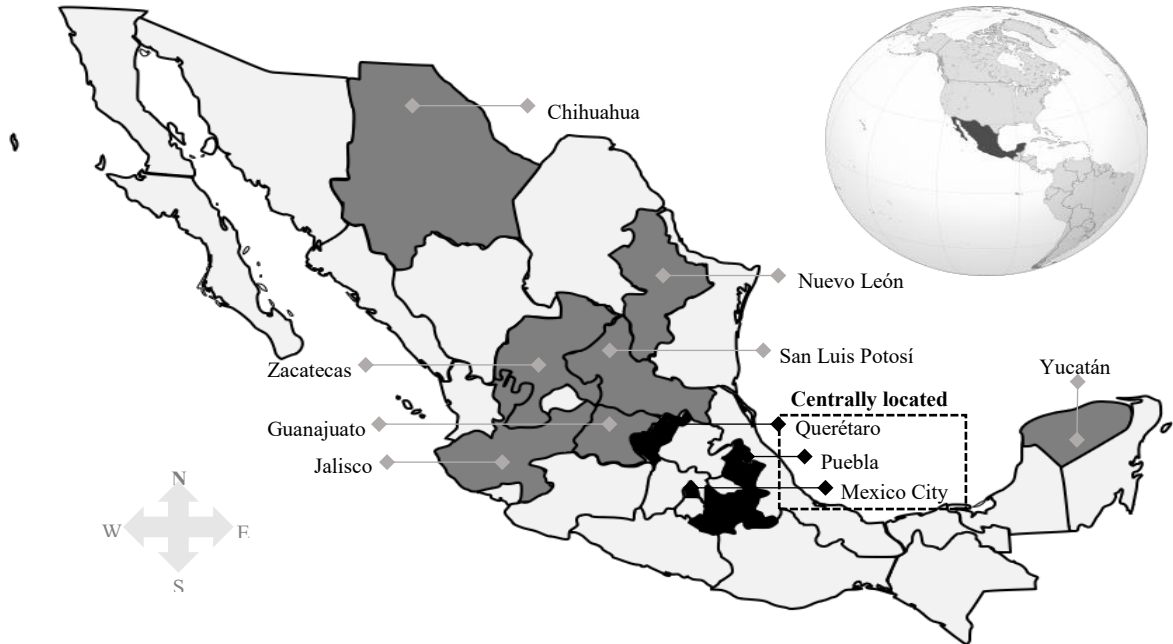 Chihuahua
Nuevo León
San Luis Potosí
Zacatecas
Yucatán
Centrally located
Guanajuato
Querétaro
Jalisco
Puebla
Mexico City
N
W
E
S